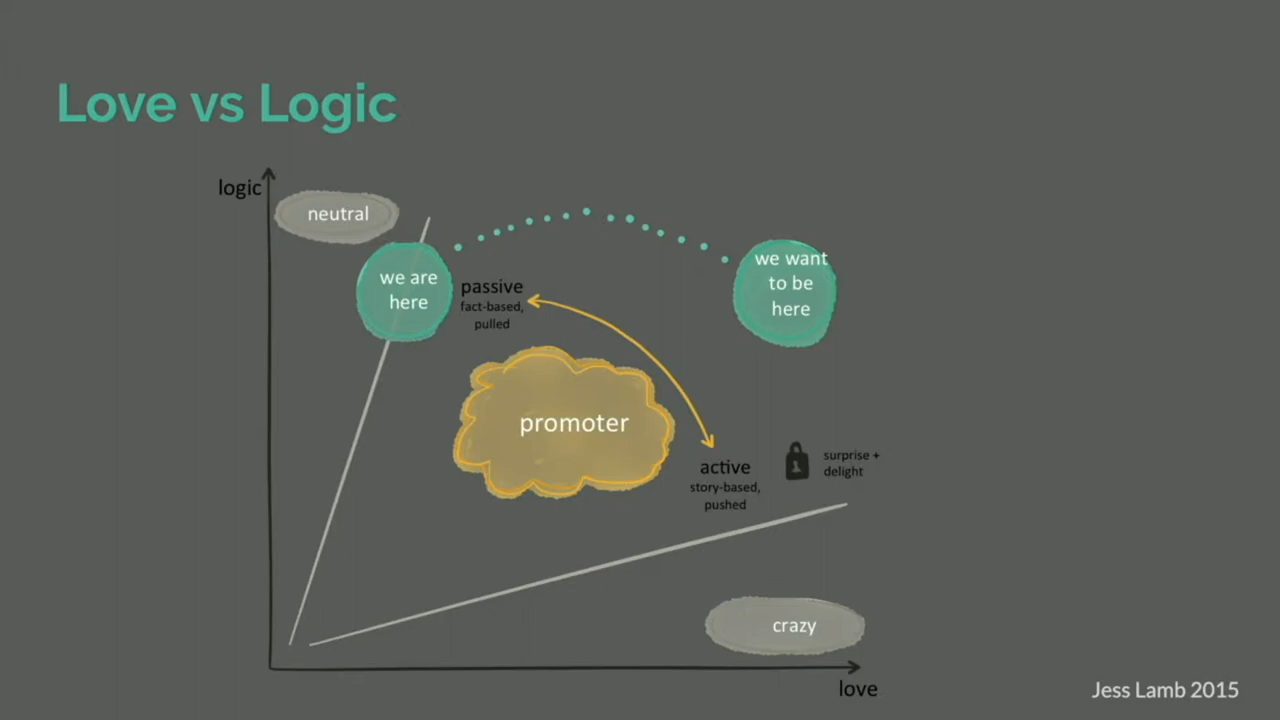 Love vs Logic
logic
neutral
we are
here
passive
fact-based,
pulled
we want
to be
here
promoter
active
story-based,
pushed
1
surprise +
delight
crazy
love
Jess Lamb 2015